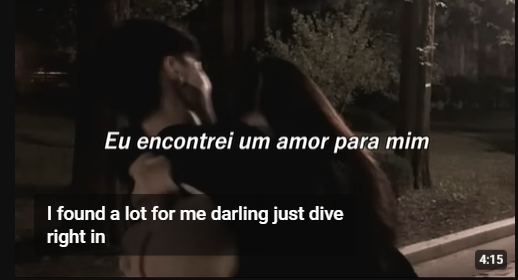 Eu encontrei um amor para mim
I found a lot for me darling just dive
right in
4:15